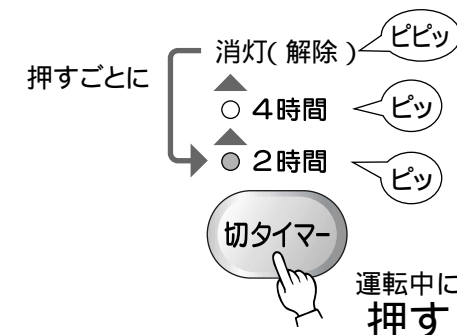 消灯(解除)
ピピッ
押すごとに
4時間
ピッ
2時間
ピッ
切タイマー
運転中に
押す